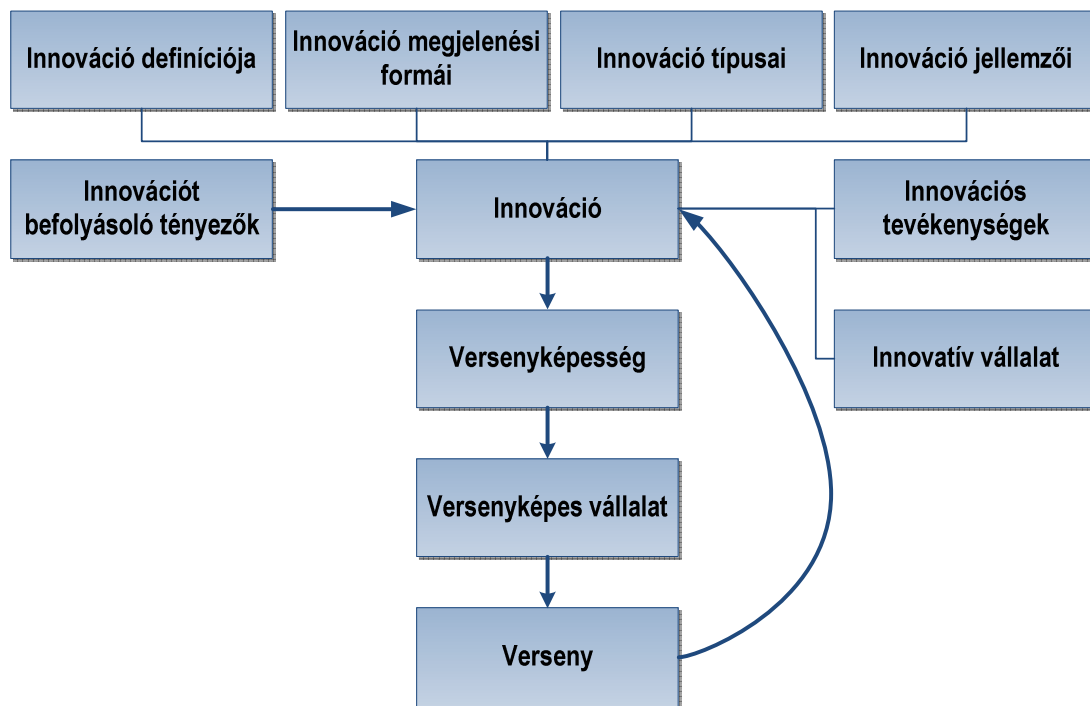 Innováció definíciója
Innováció megjelenési
formái
Innováció típusai
Innováció jellemzői
Innovációt
befolyásoló tényezők
Innováció
Innovációs
tevékenységek
Versenyképesség
Innovatív vállalat
Versenyképes vállalat
Verseny